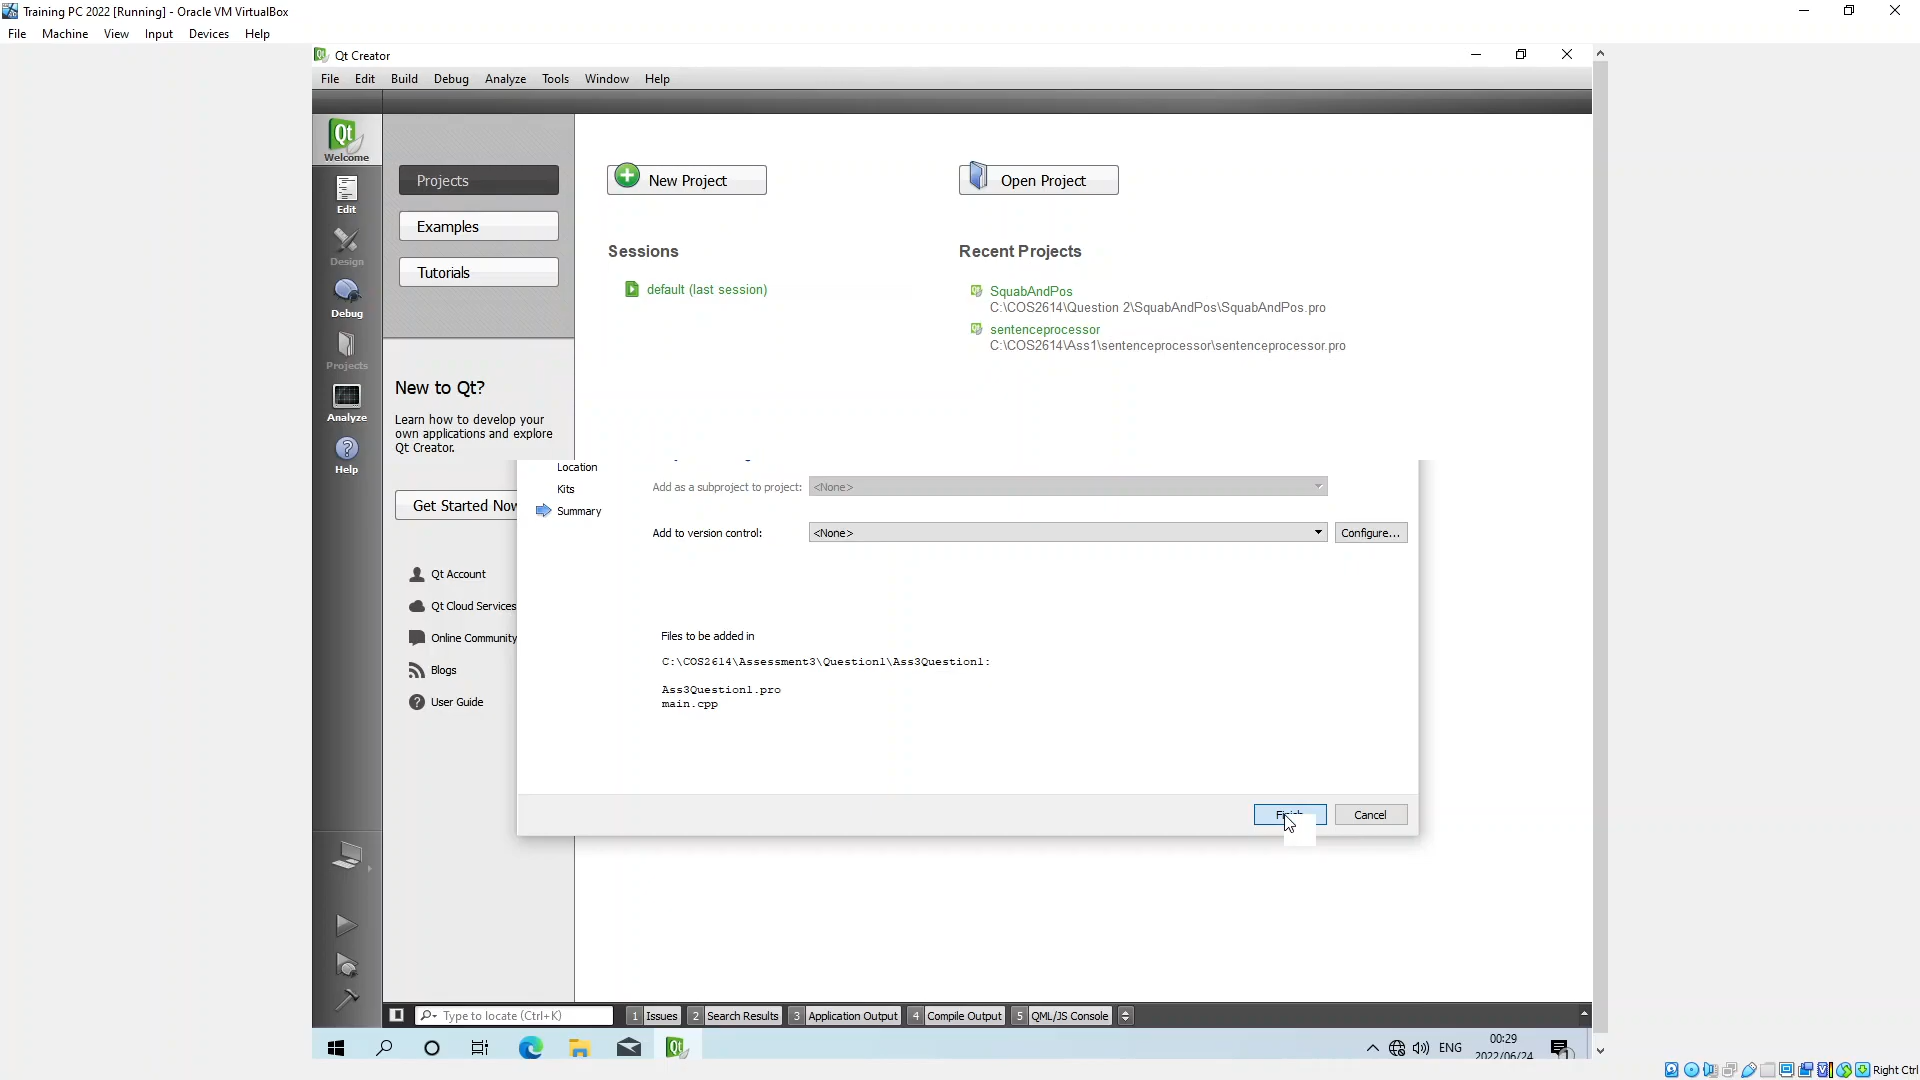 Training PC 2022 [Running] - Oracle VM VirtualBox
File Machine View Input Devices Help
Qt Creator
File Edit Build Debug Analyze Tools Window Help
Qt
Welcome
Edit
Design
Debug
Projects
Analyze
Help
Projects
Examples
Tutorials
New to Qt?
Learn how to develop your
own applications and explore
Qt Creator.
Get Started Now
Qt Account
Qt Cloud Services
Online Community
Blogs
User Guide
New Project
Open Project
Sessions
default (last session)
Recent Projects
SquabAndPos
C:\COS2614\Question 2\SquabAndPos\SquabAndPos.pro
sentenceprocessor
C:\COS2614\Ass1\sentenceprocessor\sentenceprocessor.pro
Location
Kits
Summary
Add as a subproject to project: <None>
Add to version control: <None> Configure...
Files to be added in
C:\COS2614\Assessment3\Question1\Ass3Question1:
Ass3Question1.pro
main.cpp
Finish Cancel
Type to locate (Ctrl+K) 1 Issues 2 Search Results 3 Application Output 4 Compile Output 5 QML/JS Console
ENG 00:29
2022/06/24
Right Ctrl